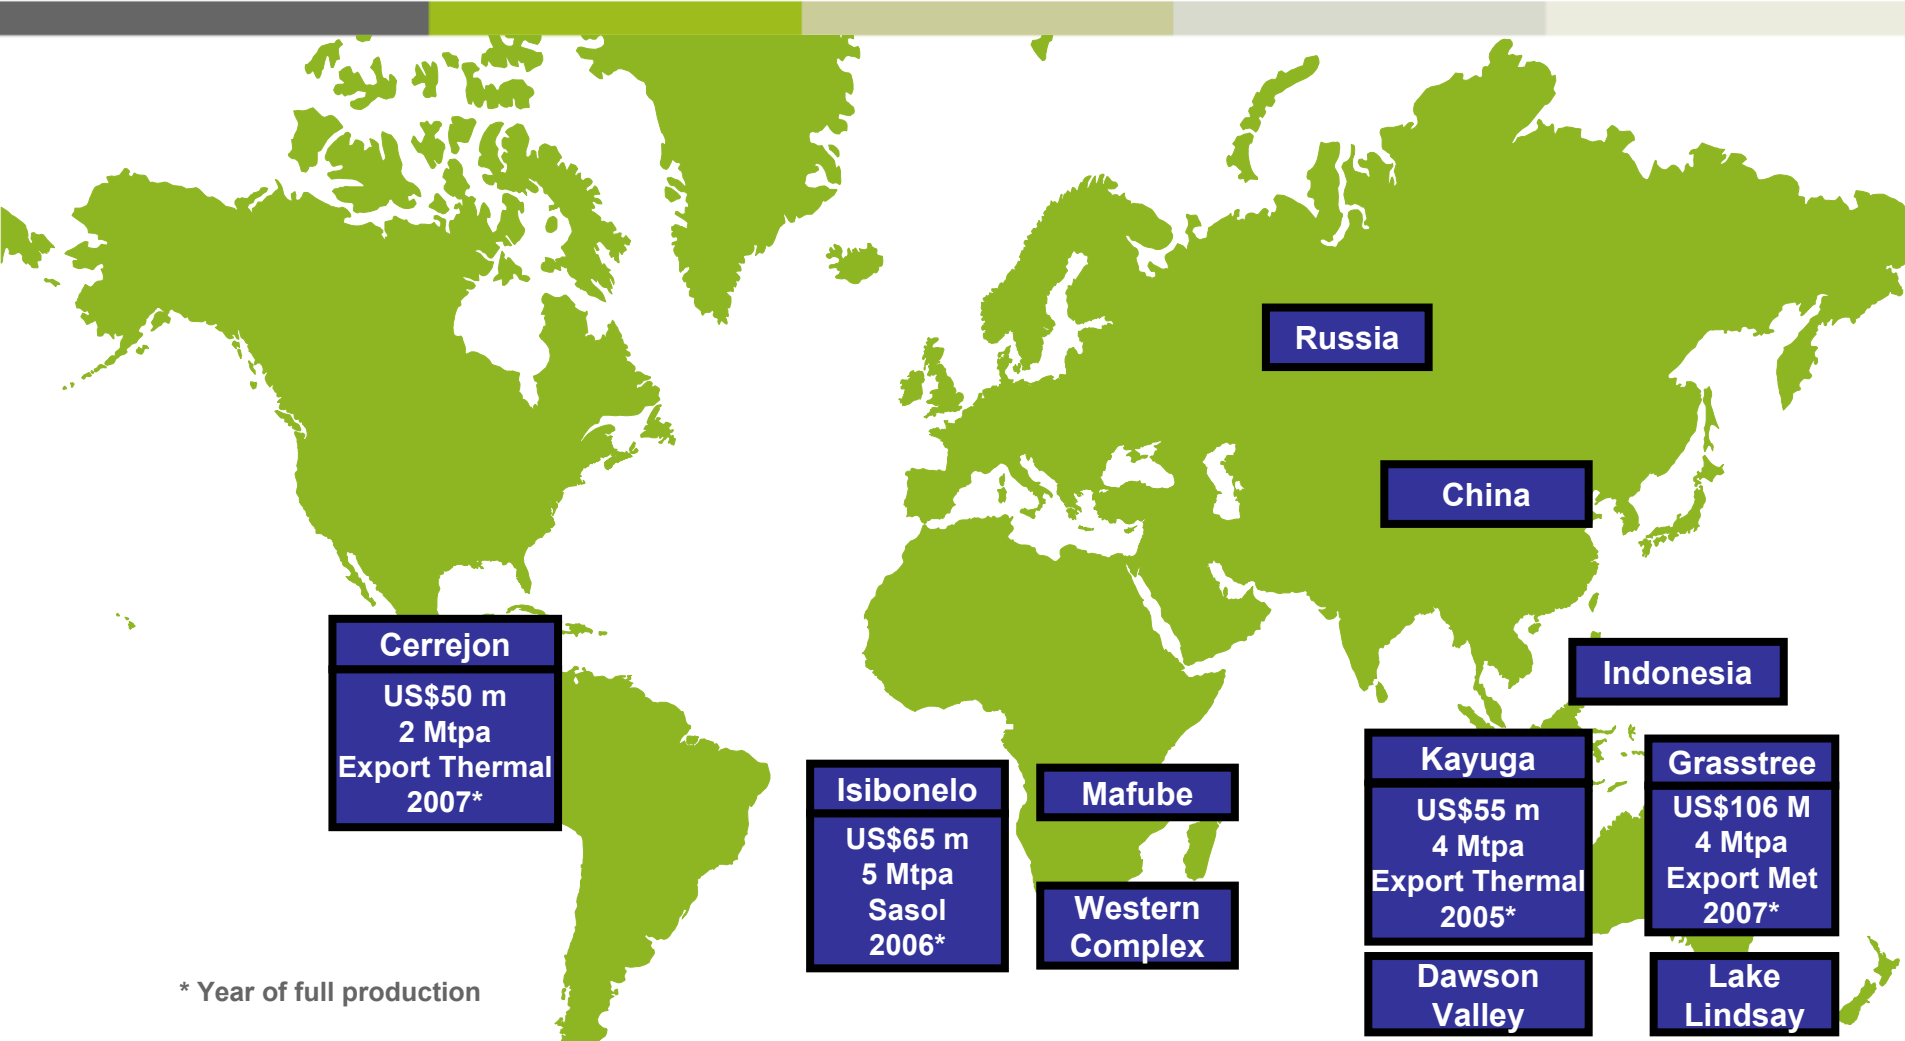 Russia
China
Cerrejon
US$50 m
2 Mtpa
Export Thermal
2007*
Indonesia
Isibonelo
US$65 m
5 Mtpa
Sasol
2006*
Mafube
Western
Complex
Kayuga
US$55 m
4 Mtpa
Export Thermal
2005*
Grasstree
US$106 M
4 Mtpa
Export Met
2007*
Dawson
Valley
Lake
Lindsay
* Year of full production